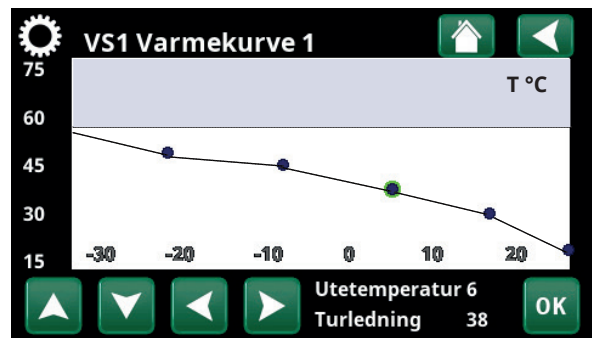 VS1 Varmekurve 1
75
T °C
60
45
30
15
-30 -20 -10 0 10 20
Utetemperatur 6
Turledning 38
OK